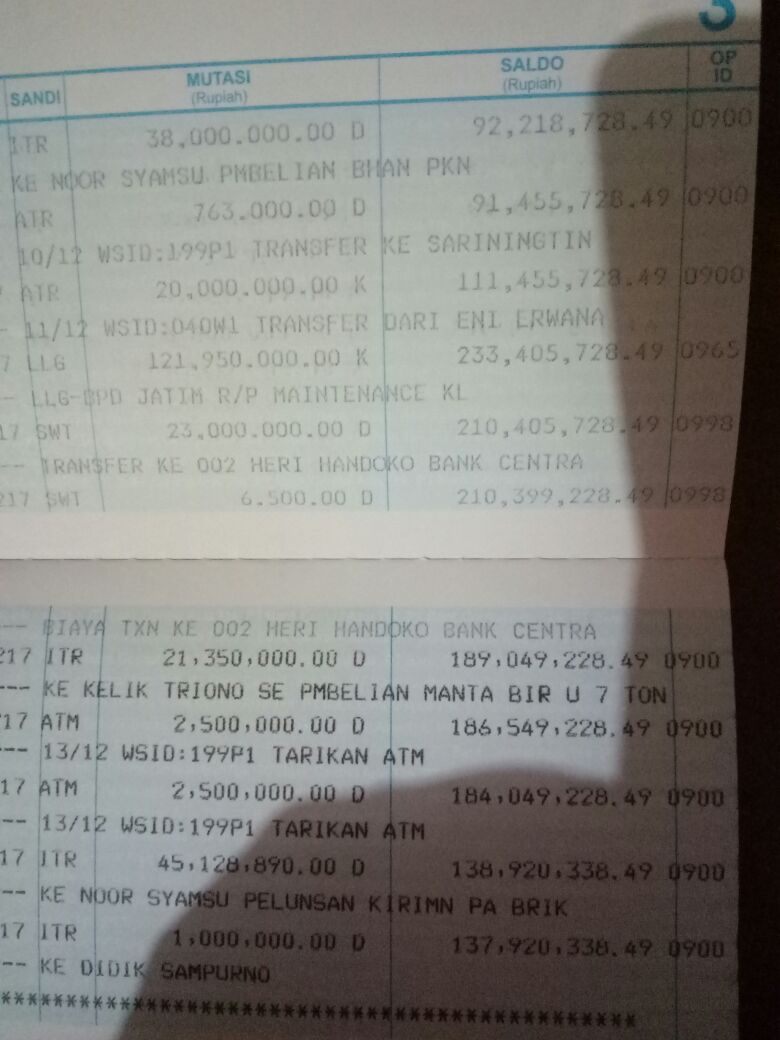 3
SANDI MUTASI (Rupiah) SALDO (Rupiah) OP ID
ITR 38,000,000.00 D 92,218,728.49 0900
KE NOOR SYAMSU PMBELIAN BHAN PKN
ATR 763,000.00 D 91,455,728.49 0900
10/12 WSID:199P1 TRANSFER KE SARININGTIN
ATR 20,000,000.00 K 111,455,728.49 0900
-- 11/12 WSID:040W1 TRANSFER DARI ENI ERWANA
7 LLG 121,950,000.00 K 233,405,728.49 0965
-- LLG-BPD JATIM R/P MAINTENANCE KL
17 SWT 23,000,000.00 D 210,405,728.49 0998
--- TRANSFER KE 002 HERI HANDOKO BANK CENTRA
217 SWT 6,500.00 D 210,399,228.49 0998
--- BIAYA TXN KE 002 HERI HANDOKO BANK CENTRA
217 ITR 21,350,000.00 D 189,049,228.49 0900
--- KE KELIK TRIONO SE PMBELIAN MANTA BIR U 7 TON
17 ATM 2,500,000.00 D 186,549,228.49 0900
--- 13/12 WSID:199P1 TARIKAN ATM
17 ATM 2,500,000.00 D 184,049,228.49 0900
-- 13/12 WSID:199P1 TARIKAN ATM
17 ITR 45,128,890.00 D 138,920,338.49 0900
-- KE NOOR SYAMSU PELUNSAN KIRIMN PA BRIK
17 ITR 1,000,000.00 D 137,920,338.49 0900
-- KE DIDIK SAMPURNO
************************************************